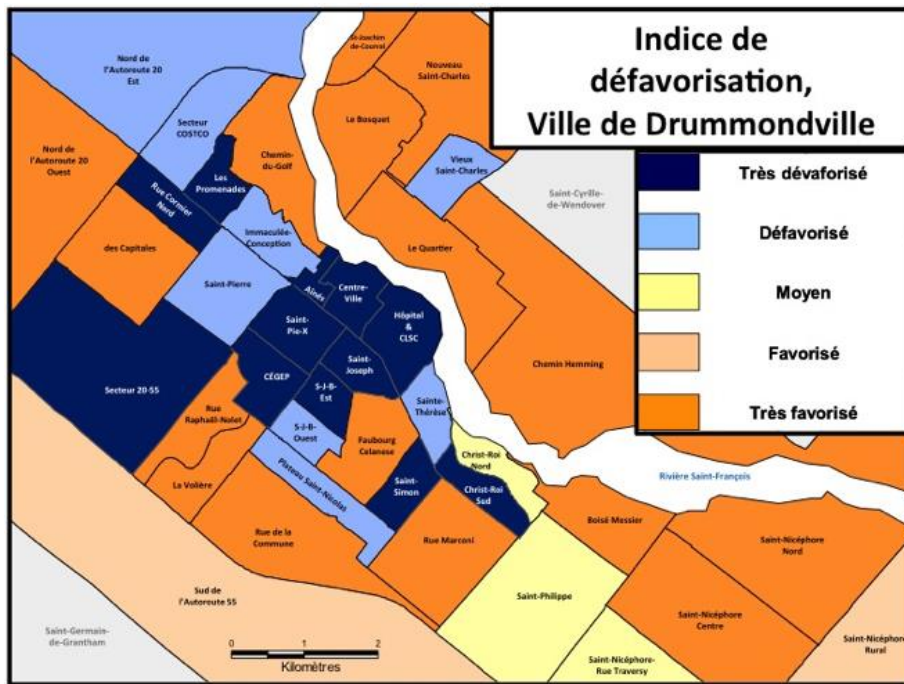 Indice de
défavorisation,
Ville de Drummondville
Très dévaforisé
Défavorisé
Moyen
Favorisé
Très favorisé
St-Joachim
de-Courval
Nord de
l'Autoroute 20
Est
Nouveau
Saint-Charles
Secteur
COSTCO
Le Bosquet
Nord de
l'Autoroute 20
Ouest
Les
Promenades
Chemin-
du-Golf
Vieux
Saint-Charles
Rue Cormier
Nord
Saint-Cyrille-
de-Wendover
Immaculée-
Conception
des Capitales
Le Quartier
Saint-Pierre
Aînés
Centre-
Ville
Hôpital
&
CLSC
Saint-
Pie-X
Saint-
Joseph
Chemin Hemming
Secteur 20-55
CÉGEP
S-J-B-
Est
Rue
Raphaël-Nolet
Sainte-
Thérèse
S-J-B-
Ouest
Faubourg
Celanese
Christ-Roi
Nord
Rivière Saint-François
La Volière
Plateau Saint-Nicolas
Saint-
Simon
Christ-Roi
Sud
Rue de la
Commune
Rue Marconi
Boisé Messier
Saint-Nicéphore
Nord
Sud de
l'Autoroute 55
Saint-Philippe
Saint-Nicéphore
Centre
Saint-Germain-
de-Grantham
Saint-Nicéphore-
Rue Traversy
Saint-Nicéphore
Rural
0 1 2
Kilomètres